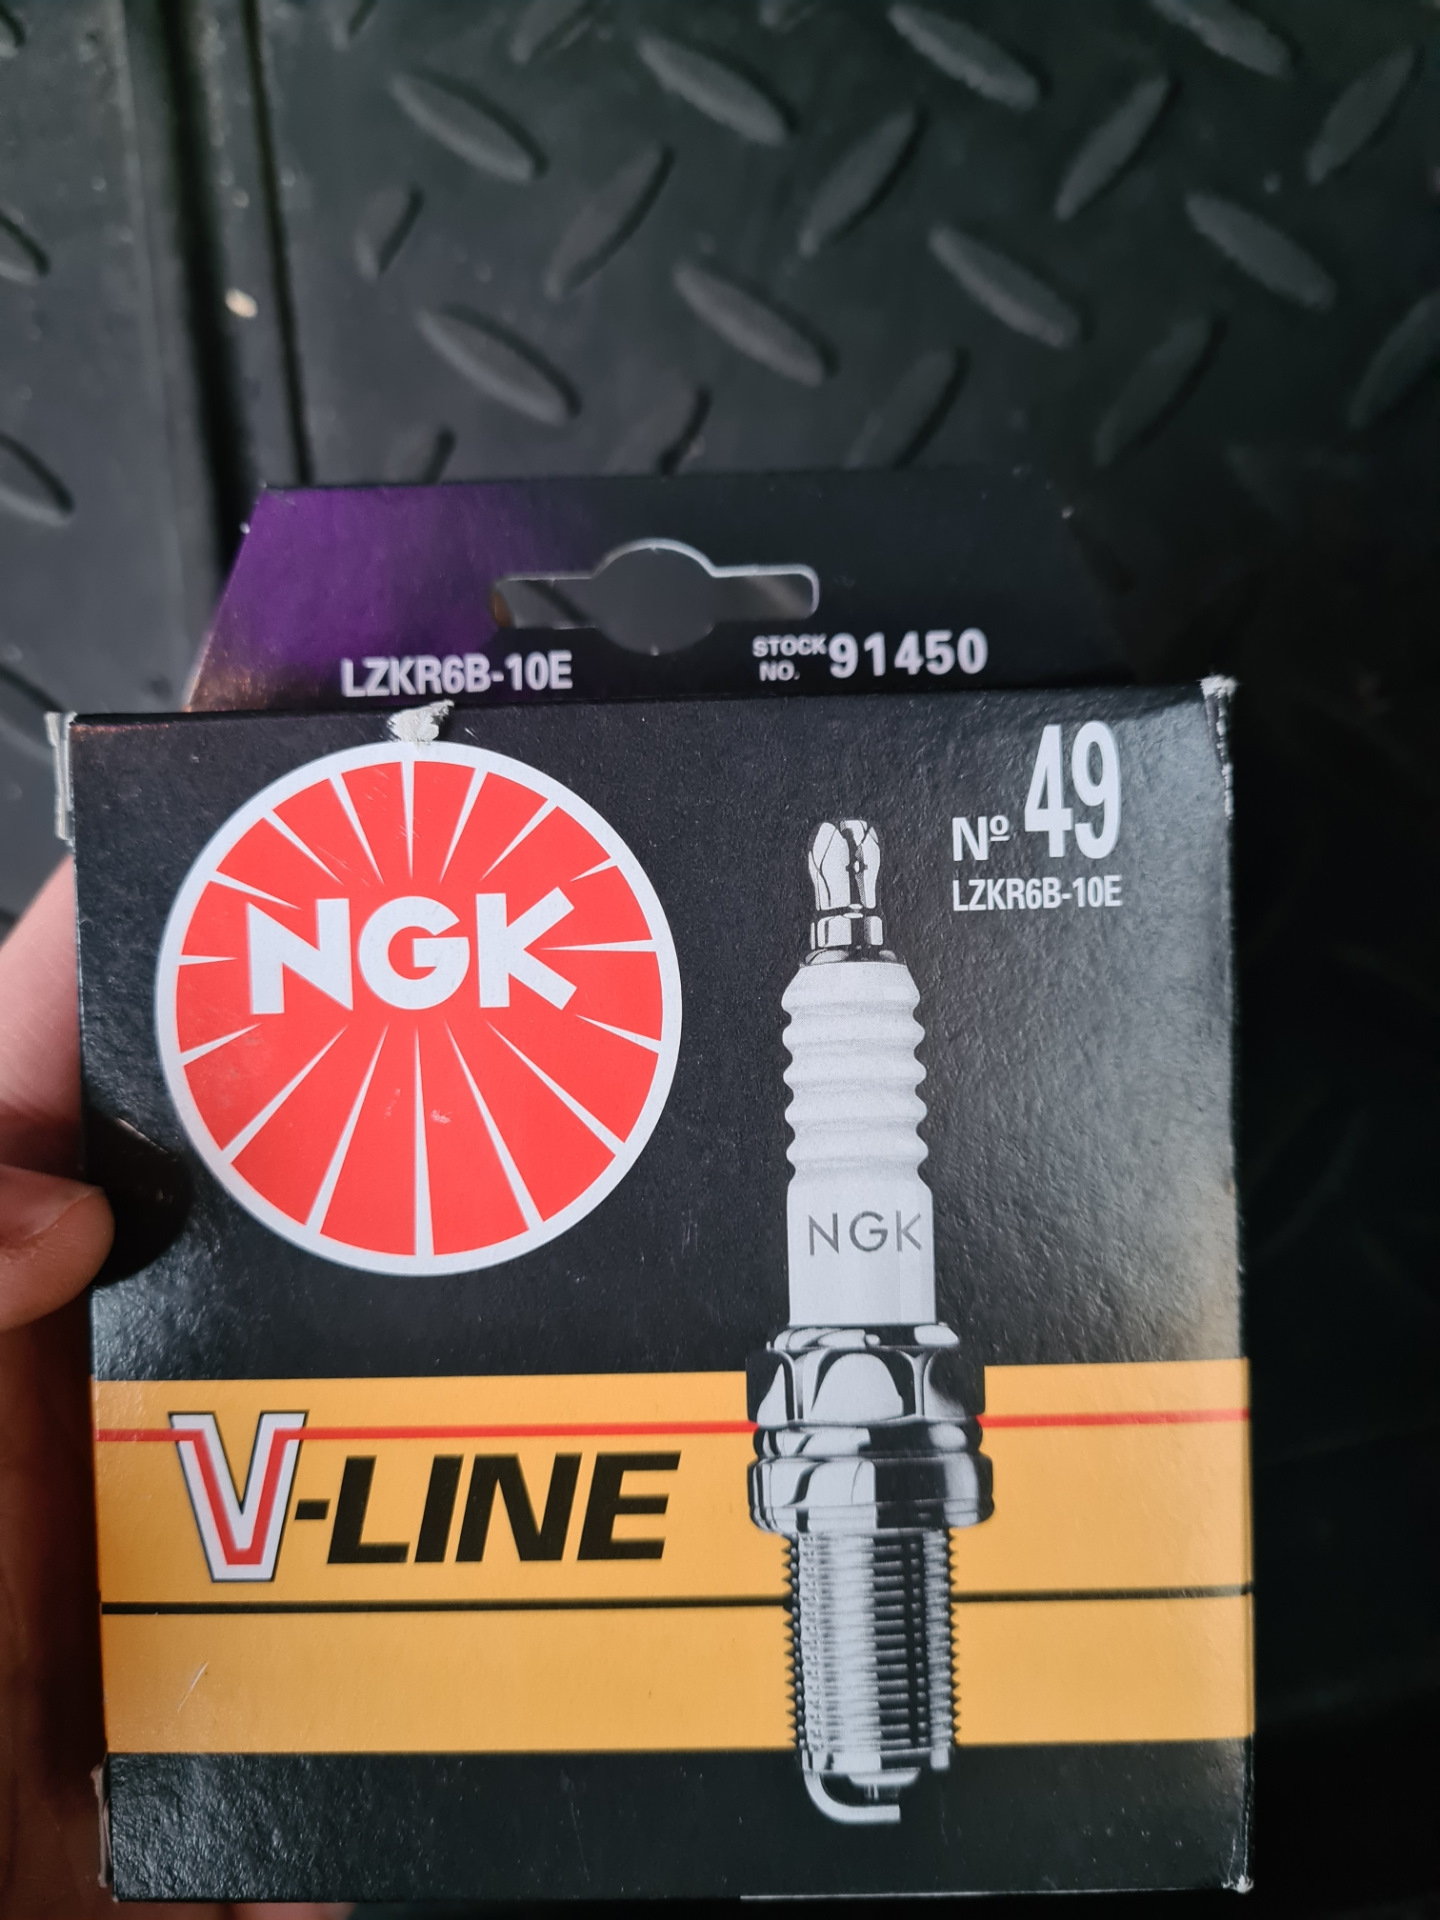 LZKR6B-10E
STOCK NO. 91450
Nº 49
LZKR6B-10E
NGK
NGK
V-LINE